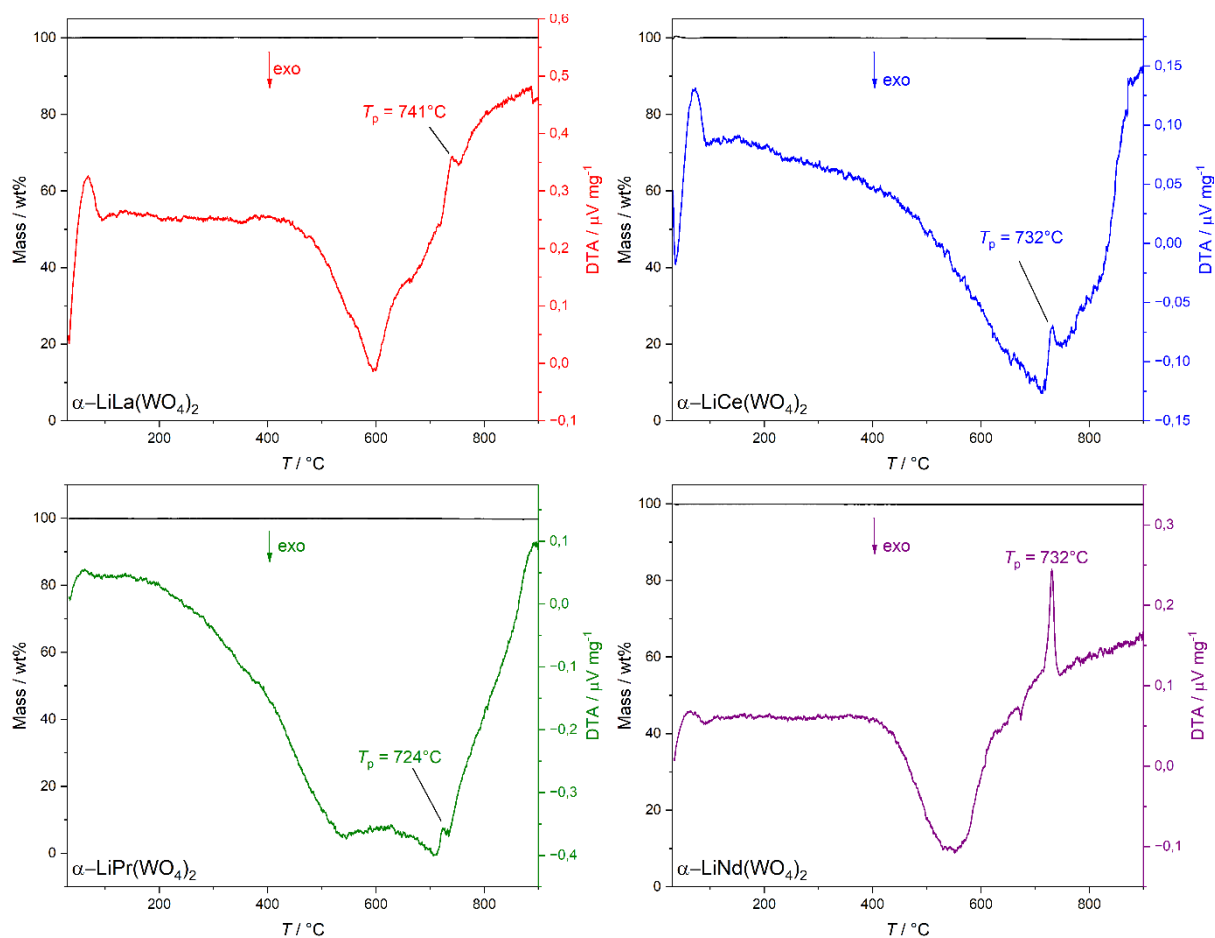 0,6
100
exo
0,5
80
Tp = 741°C
0,4
60
0,3
Mass / wt%
DTA / µV mg-1
40
0,2
0,1
20
0,0
α–LiLa(WO4)2
0
−0,1
200 400 600 800
T / °C
100
0,15
exo
80
0,10
60
0,05
Tp = 732°C
Mass / wt%
DTA / µV mg-1
0,00
40
−0,05
20
−0,10
α–LiCe(WO4)2
0
−0,15
200 400 600 800
T / °C
100
0,1
exo
80
0,0
60
−0,1
Mass / wt%
DTA / µV mg-1
40
−0,2
Tp = 724°C
20
−0,3
0
−0,4
α–LiPr(WO4)2
200 400 600 800
T / °C
100
0,3
exo
Tp = 732°C
80
0,2
60
Mass / wt%
DTA / µV mg-1
0,1
40
0,0
20
−0,1
α–LiNd(WO4)2
0
200 400 600 800
T / °C